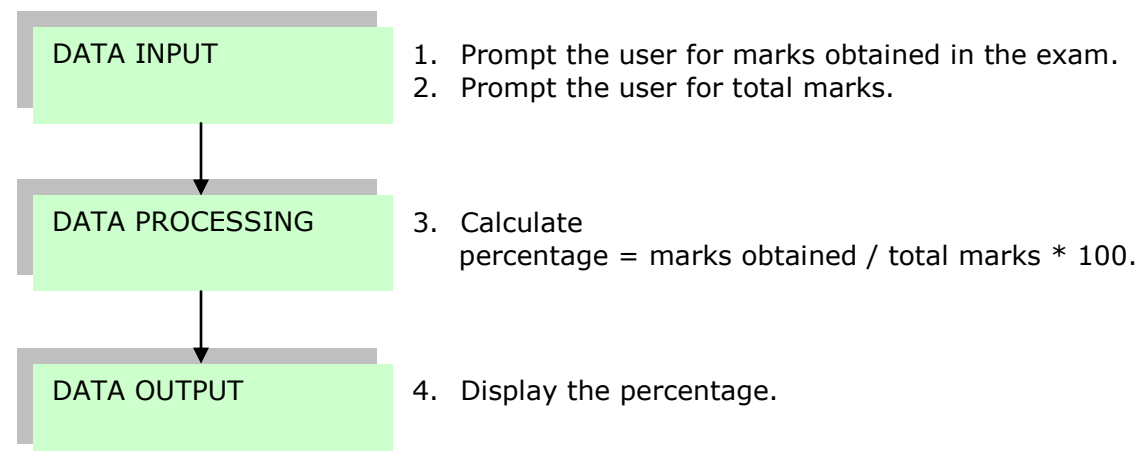 DATA INPUT
1. Prompt the user for marks obtained in the exam.
2. Prompt the user for total marks.
DATA PROCESSING
3. Calculate
percentage = marks obtained / total marks * 100.
DATA OUTPUT
4. Display the percentage.